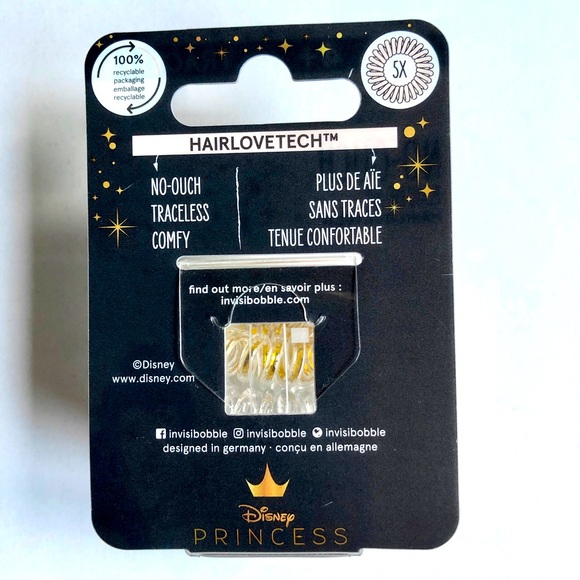 100%
recyclable
packaging
emballage
recyclable
5X
HAIRLOVETECH™
NO-OUCH
TRACELESS
COMFY
PLUS DE AÏE
SANS TRACES
TENUE CONFORTABLE
find out more/en savoir plus :
invisibobble.com
©Disney
www.disney.com
invisibobble invisibobble invisibobble
designed in germany · conçu en allemagne
Disney
PRINCESS